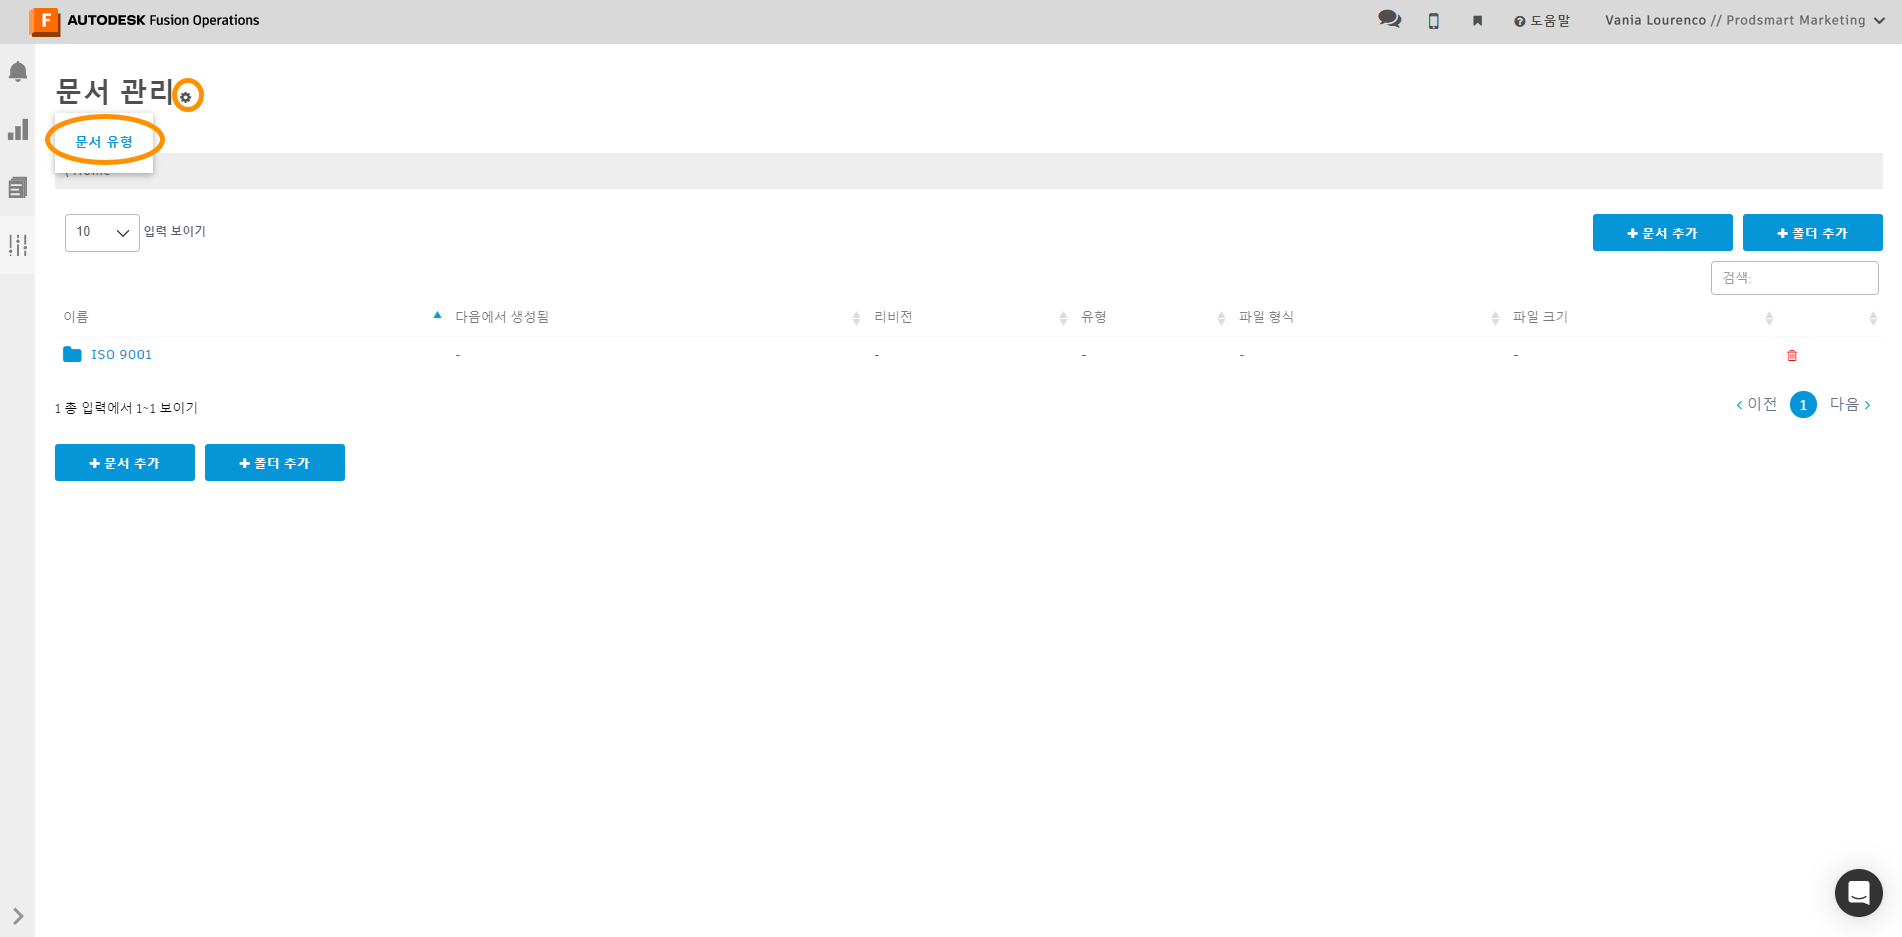 F AUTODESK Fusion Operations
도움말
Vania Lourenco // Prodsmart Marketing
문서 관리
문서 유형
10
입력 보이기
+ 문서 추가
+ 폴더 추가
검색:
이름
다음에서 생성됨
리비전
유형
파일 형식
파일 크기
ISO 9001
-
-
-
-
-
1 총 입력에서 1~1 보이기
< 이전
1
다음 >
+ 문서 추가
+ 폴더 추가